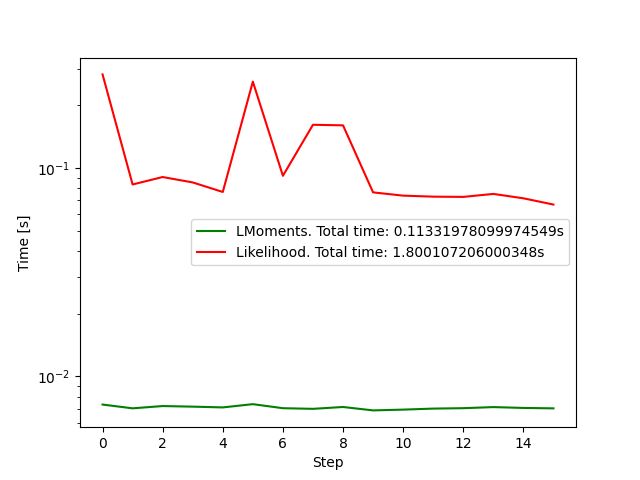 10⁻¹
10⁻²
Time [s]
LMoments. Total time: 0.11331978099974549s
Likelihood. Total time: 1.800107206000348s
0 2 4 6 8 10 12 14
Step